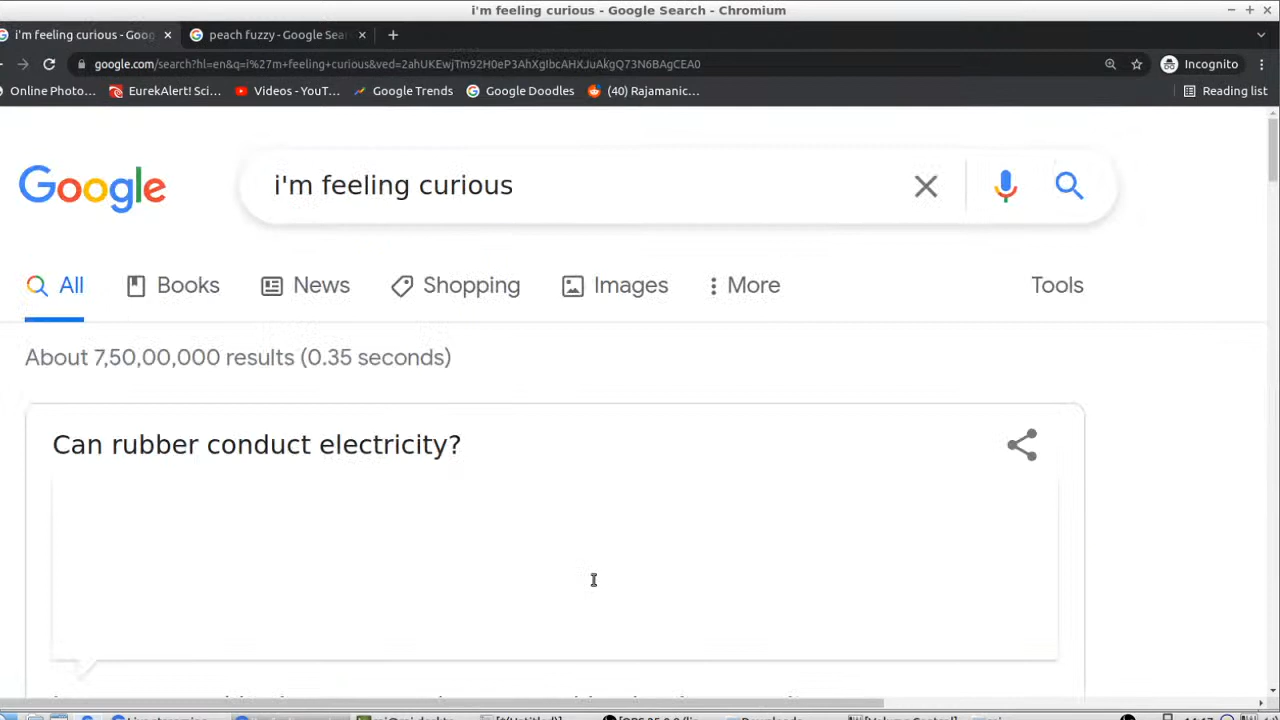 i'm feeling curious - Google Search - Chromium
i'm feeling curious - Goog
peach fuzzy - Google Sea
google.com/search?hl=en&q=i%27m+feeling+curious&ved=2ahUKEwjTm92H0eP3AhXgIbcAHXJuAkgQ73N6BAgCEA0
Incognito
Online Photo...
EurekAlert! Sci...
Videos - YouT...
Google Trends
Google Doodles
(40) Rajamanic...
Reading list
Google
i'm feeling curious
All
Books
News
Shopping
Images
More
Tools
About 7,50,00,000 results (0.35 seconds)
Can rubber conduct electricity?